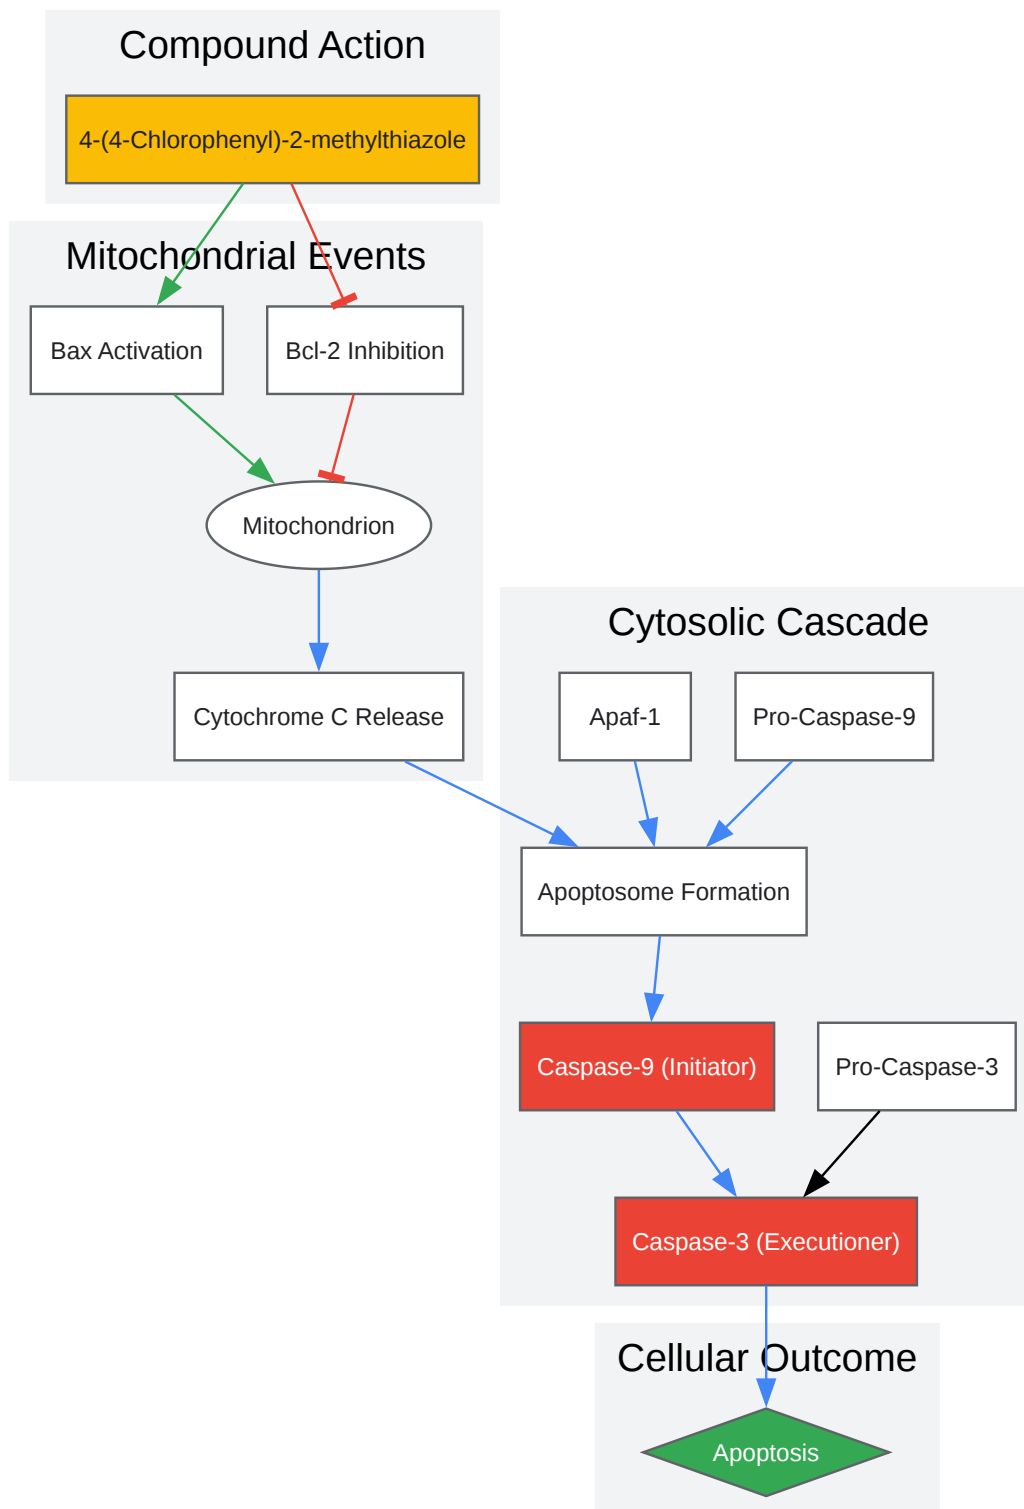 Compound Action
4-(4-Chlorophenyl)-2-methylthiazole
Mitochondrial Events
Bax Activation
Bcl-2 Inhibition
Mitochondrion
Cytochrome C Release
Cytosolic Cascade
Apaf-1
Pro-Caspase-9
Apoptosome Formation
Caspase-9 (Initiator)
Pro-Caspase-3
Caspase-3 (Executioner)
Cellular Outcome
Apoptosis